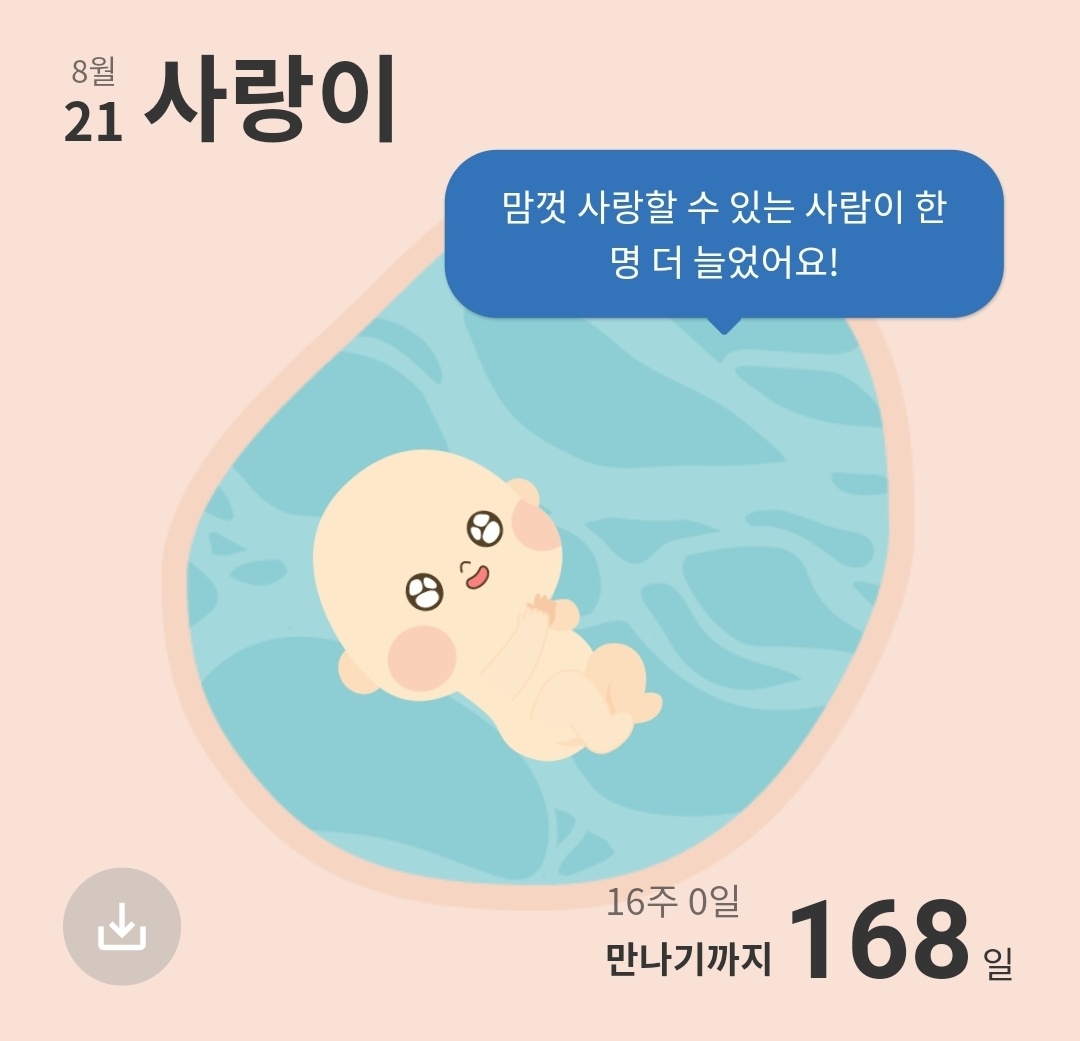 8월
21 사랑이
맘껏 사랑할 수 있는 사람이 한
명 더 늘었어요!
16주 0일
만나기까지 168 일